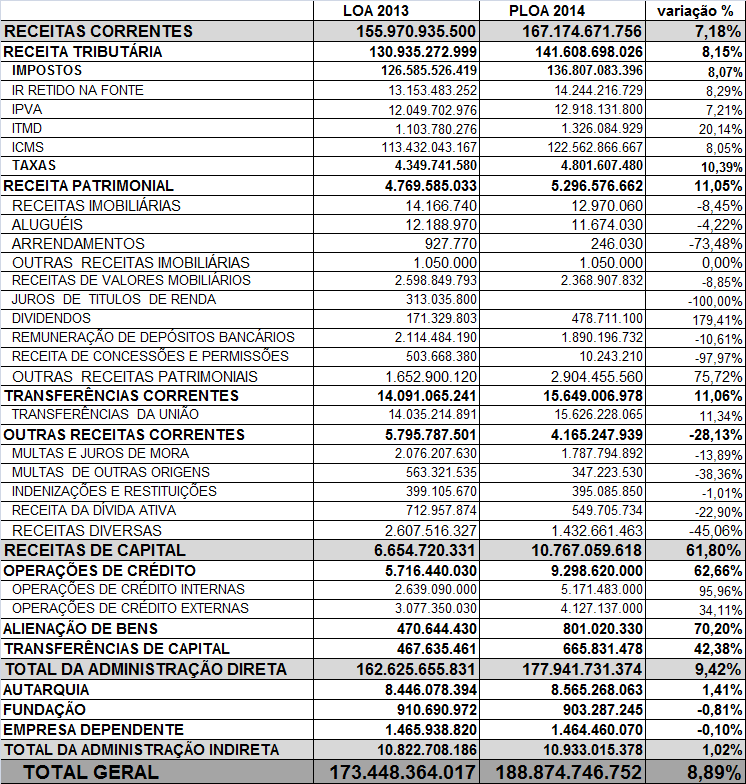 LOA 2013 PLOA 2014 variação %
RECEITAS CORRENTES 155.970.935.500 167.174.671.756 7,18%
RECEITA TRIBUTÁRIA 130.935.272.999 141.608.698.026 8,15%
IMPOSTOS 126.585.526.419 136.807.083.396 8,07%
IR RETIDO NA FONTE 13.153.483.252 14.244.216.729 8,29%
IPVA 12.049.702.976 12.918.131.800 7,21%
ITMD 1.103.780.276 1.326.084.929 20,14%
ICMS 113.432.043.167 122.562.866.667 8,05%
TAXAS 4.349.741.580 4.801.607.480 10,39%
RECEITA PATRIMONIAL 4.769.585.033 5.296.576.662 11,05%
RECEITAS IMOBILIÁRIAS 14.166.740 12.970.060 -8,45%
ALUGUÉIS 12.188.970 11.674.030 -4,22%
ARRENDAMENTOS 927.770 246.030 -73,48%
OUTRAS RECEITAS IMOBILIÁRIAS 1.050.000 1.050.000 0,00%
RECEITAS DE VALORES MOBILIÁRIOS 2.598.849.793 2.368.907.832 -8,85%
JUROS DE TITULOS DE RENDA 313.035.800 -100,00%
DIVIDENDOS 171.329.803 478.711.100 179,41%
REMUNERAÇÃO DE DEPÓSITOS BANCÁRIOS 2.114.484.190 1.890.196.732 -10,61%
RECEITA DE CONCESSÕES E PERMISSÕES 503.668.380 10.243.210 -97,97%
OUTRAS RECEITAS PATRIMONIAIS 1.652.900.120 2.904.455.560 75,72%
TRANSFERÊNCIAS CORRENTES 14.091.065.241 15.649.006.978 11,06%
TRANSFERÊNCIAS DA UNIÃO 14.035.214.891 15.626.228.065 11,34%
OUTRAS RECEITAS CORRENTES 5.795.787.501 4.165.247.939 -28,13%
MULTAS E JUROS DE MORA 2.076.207.630 1.787.794.892 -13,89%
MULTAS DE OUTRAS ORIGENS 563.321.535 347.223.530 -38,36%
INDENIZAÇÕES E RESTITUIÇÕES 399.105.670 395.085.850 -1,01%
RECEITA DA DÍVIDA ATIVA 712.957.874 549.705.734 -22,90%
RECEITAS DIVERSAS 2.607.516.327 1.432.661.463 -45,06%
RECEITAS DE CAPITAL 6.654.720.331 10.767.059.618 61,80%
OPERAÇÕES DE CRÉDITO 5.716.440.030 9.298.620.000 62,66%
OPERAÇÕES DE CRÉDITO INTERNAS 2.639.090.000 5.171.483.000 95,96%
OPERAÇÕES DE CRÉDITO EXTERNAS 3.077.350.030 4.127.137.000 34,11%
ALIENAÇÃO DE BENS 470.644.430 801.020.330 70,20%
TRANSFERÊNCIAS DE CAPITAL 467.635.461 665.831.478 42,38%
TOTAL DA ADMINISTRAÇÃO DIRETA 162.625.655.831 177.941.731.374 9,42%
AUTARQUIA 8.446.078.394 8.565.268.063 1,41%
FUNDAÇÃO 910.690.972 903.287.245 -0,81%
EMPRESA DEPENDENTE 1.465.938.820 1.464.460.070 -0,10%
TOTAL DA ADMINISTRAÇÃO INDIRETA 10.822.708.186 10.933.015.378 1,02%
TOTAL GERAL 173.448.364.017 188.874.746.752 8,89%